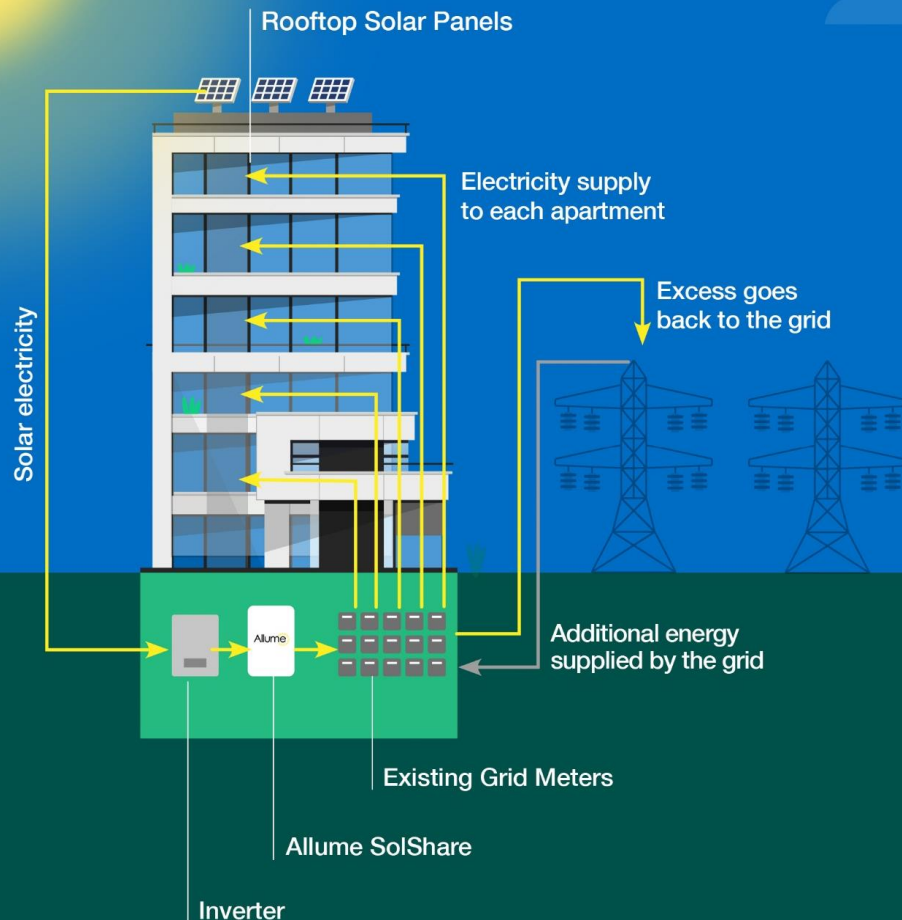 Rooftop Solar Panels
Electricity supply
to each apartment
Excess goes
back to the grid
Solar electricity
Allume
Additional energy
supplied by the grid
Existing Grid Meters
Allume SolShare
Inverter